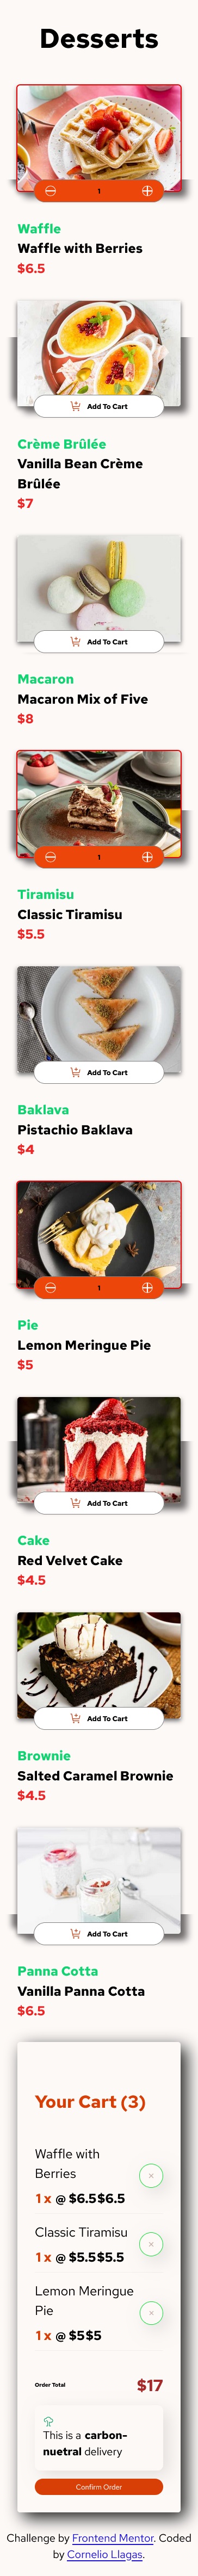 Desserts
1
Waffle
Waffle with Berries
$6.5
Add To Cart
Crème Brûlée
Vanilla Bean Crème
Brûlée
$7
Add To Cart
Macaron
Macaron Mix of Five
$8
1
Tiramisu
Classic Tiramisu
$5.5
Add To Cart
Baklava
Pistachio Baklava
$4
1
Pie
Lemon Meringue Pie
$5
Add To Cart
Cake
Red Velvet Cake
$4.5
Add To Cart
Brownie
Salted Caramel Brownie
$4.5
Add To Cart
Panna Cotta
Vanilla Panna Cotta
$6.5
Your Cart (3)
Waffle with
Berries
1 x @ $6.5$6.5
Classic Tiramisu
1 x @ $5.5$5.5
Lemon Meringue
Pie
1 x @ $5$5
Order Total $17
This is a carbon-
nuetral delivery
Confirm Order
Challenge by Frontend Mentor. Coded
by Cornelio Llagas.